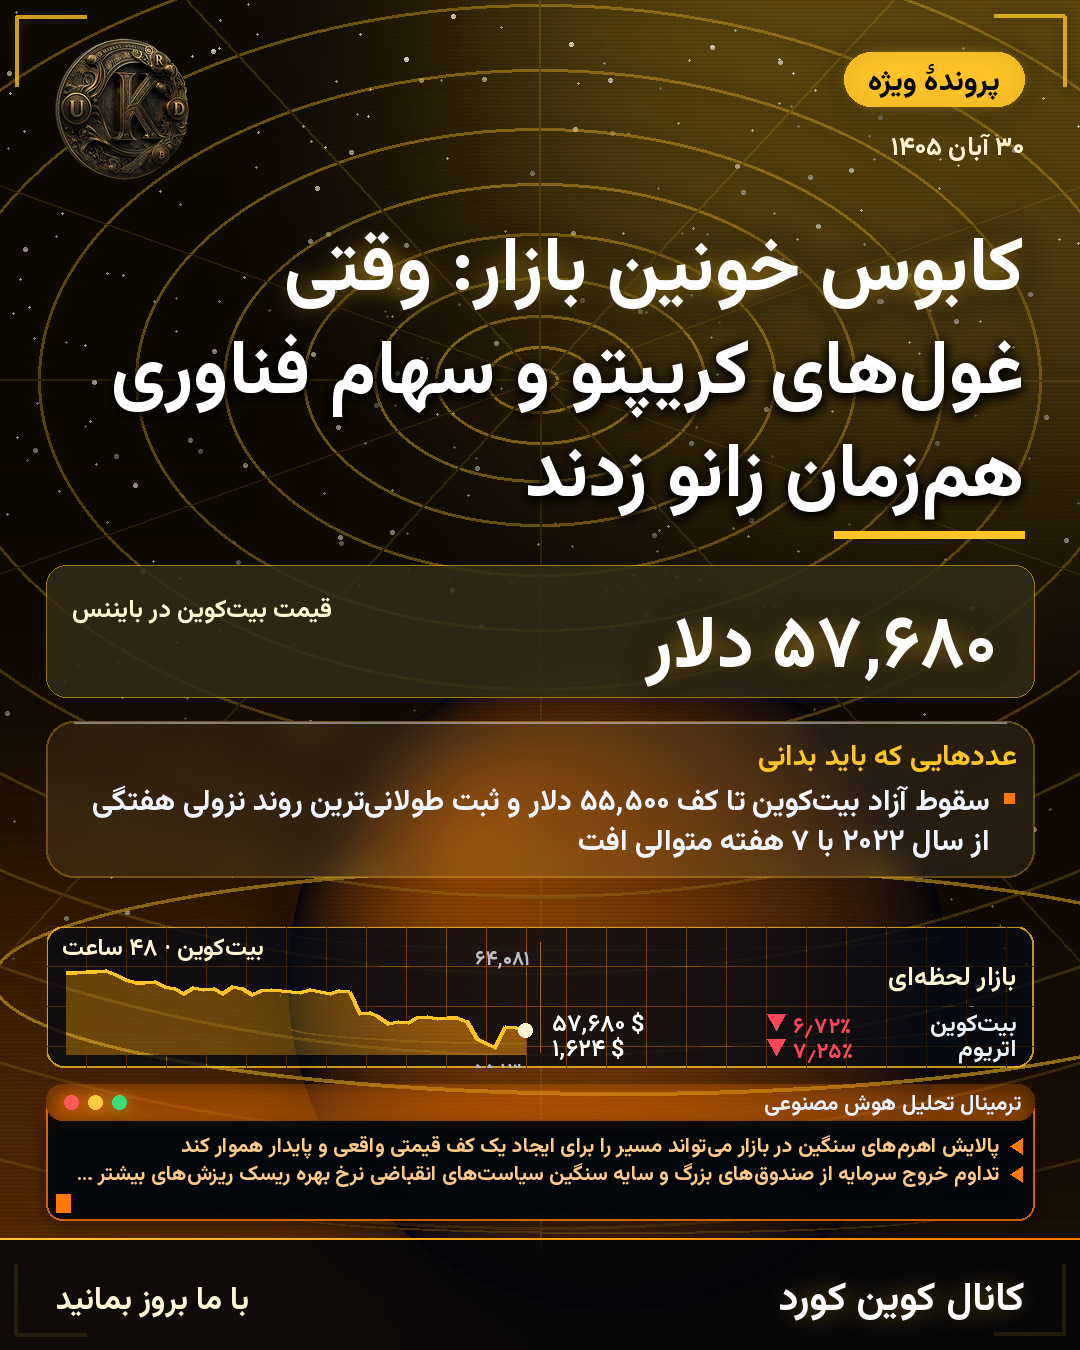 پروندهٔ ویژه
۳۰ آبان ۱۴۰۵
کابوس خونین بازار: وقتی
غول‌های کریپتو و سهام فناوری
هم‌زمان زانو زدند
قیمت بیت‌کوین در بایننس
۵۷,۶۸۰ دلار
عددهایی که باید بدانی
سقوط آزاد بیت‌کوین تا کف ۵۵,۵۰۰ دلار و ثبت طولانی‌ترین روند نزولی هفتگی
از سال ۲۰۲۲ با ۷ هفته متوالی افت
بازار لحظه‌ای
بیت‌کوین ۶٫۷۲٪ ▼ ۵۷,۶۸۰ $
اتریوم ۷٫۲۵٪ ▼ ۱,۶۲۴ $
بیت‌کوین · ۴۸ ساعت
۶۴,۰۸۱
ترمینال تحلیل هوش مصنوعی
پالایش اهرم‌های سنگین در بازار می‌تواند مسیر را برای ایجاد یک کف قیمتی واقعی و پایدار هموار کند
تداوم خروج سرمایه از صندوق‌های بزرگ و سایه سنگین سیاست‌های انقباضی نرخ بهره ریسک ریزش‌های بیشتر ...
کانال کوین کورد
با ما بروز بمانید
K
U
R
D